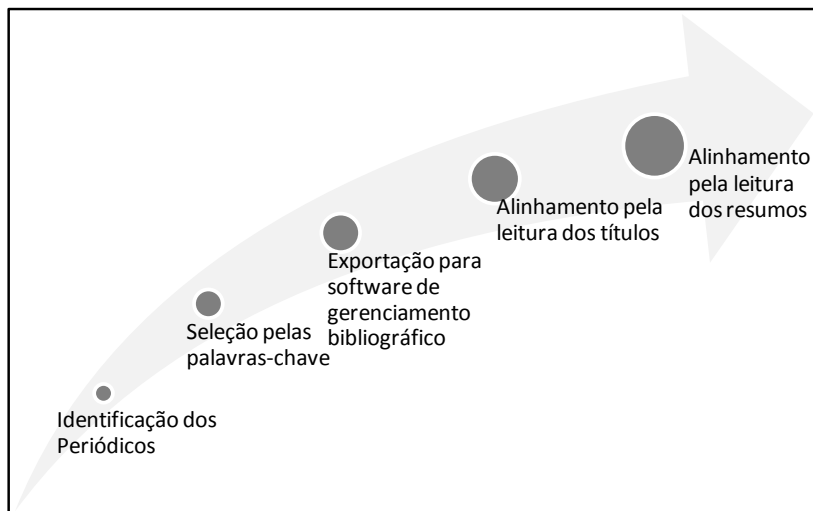 Identificação dos
Periódicos
Seleção pelas
palavras-chave
Exportação para
software de
gerenciamento
bibliográfico
Alinhamento pela
leitura dos títulos
Alinhamento
pela leitura
dos resumos